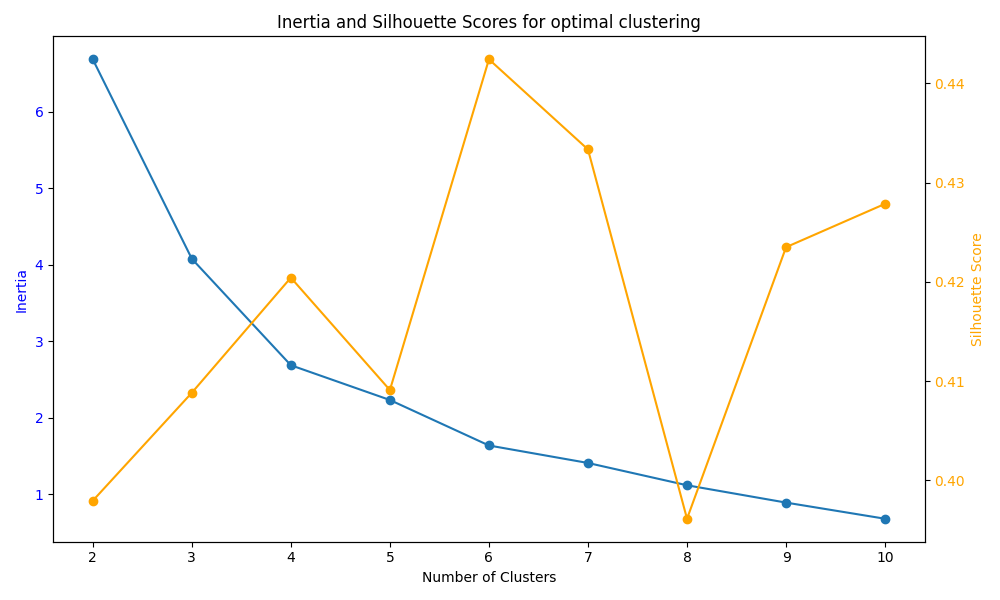 Inertia and Silhouette Scores for optimal clustering
6
5
4
3
2
1
Inertia
0.44
0.43
0.42
0.41
0.40
Silhouette Score
2 3 4 5 6 7 8 9 10
Number of Clusters